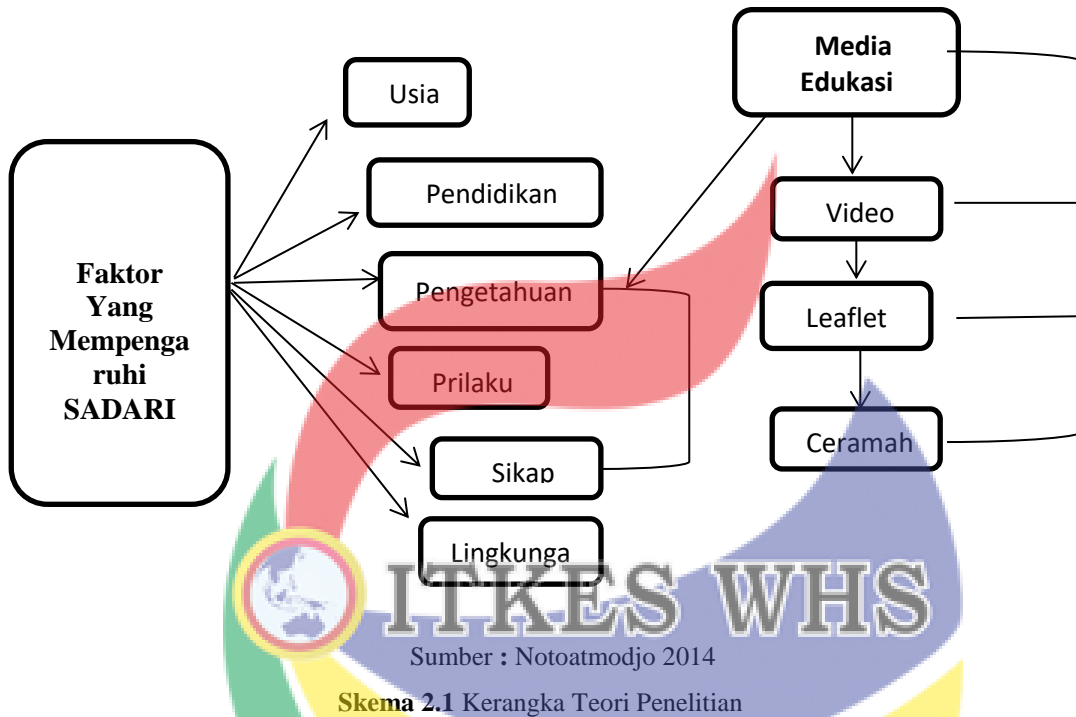 Faktor
Yang
Mempenga
ruhi
SADARI
Usia
Pendidikan
Pengetahuan
Prilaku
Sikap
Lingkunga
Media
Edukasi
Video
Leaflet
Ceramah
ITKES WHS
Sumber : Notoatmodjo 2014
Skema 2.1 Kerangka Teori Penelitian